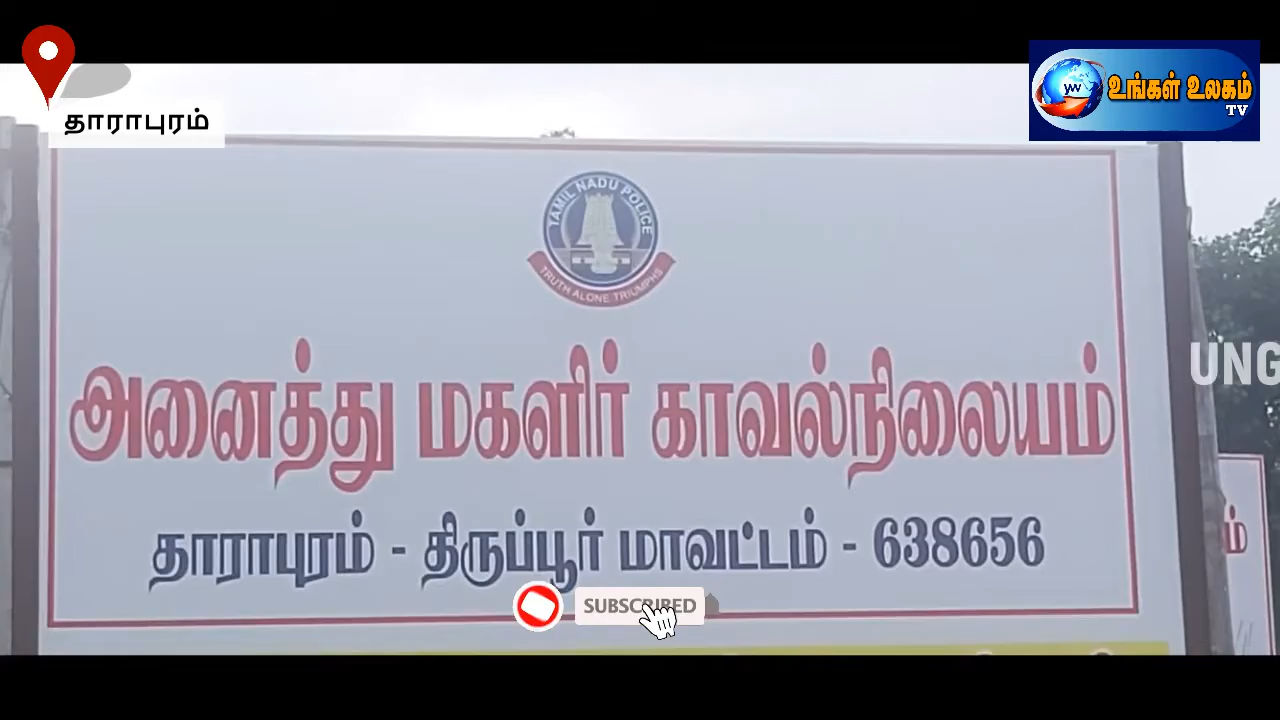 தாராபுரம்
yw உங்கள் உலகம்
TV
TAMIL NADU POLICE
TRUTH ALONE TRIUMPHS
அனைத்து மகளிர் காவல்நிலையம்
தாராபுரம் - திருப்பூர் மாவட்டம் - 638656
SUBSCRIBED
UNG